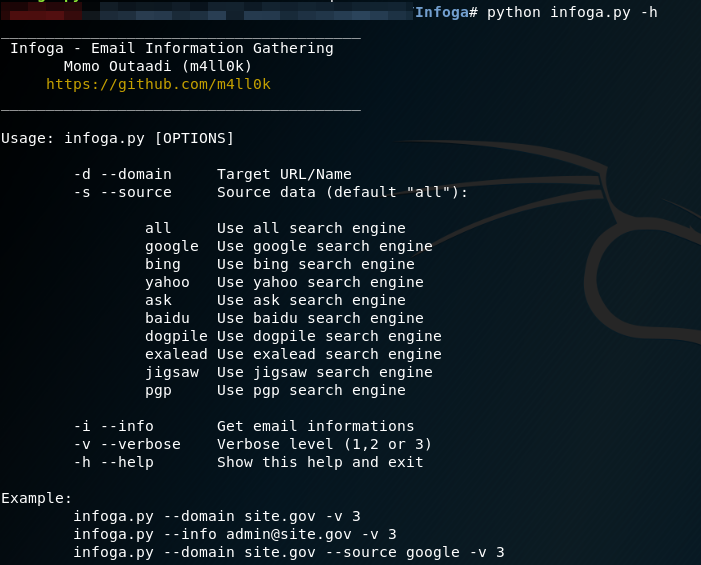 /Infoga# python infoga.py -h
Infoga - Email Information Gathering
Momo Outaadi (m4ll0k)
https://github.com/m4ll0k
Usage: infoga.py [OPTIONS]
-d --domain     Target URL/Name
-s --source     Source data (default "all"):
all     Use all search engine
google  Use google search engine
bing    Use bing search engine
yahoo   Use yahoo search engine
ask     Use ask search engine
baidu   Use baidu search engine
dogpile Use dogpile search engine
exalead Use exalead search engine
jigsaw  Use jigsaw search engine
pgp     Use pgp search engine
-i --info       Get email informations
-v --verbose    Verbose level (1,2 or 3)
-h --help       Show this help and exit
Example:
infoga.py --domain site.gov -v 3
infoga.py --info admin@site.gov -v 3
infoga.py --domain site.gov --source google -v 3